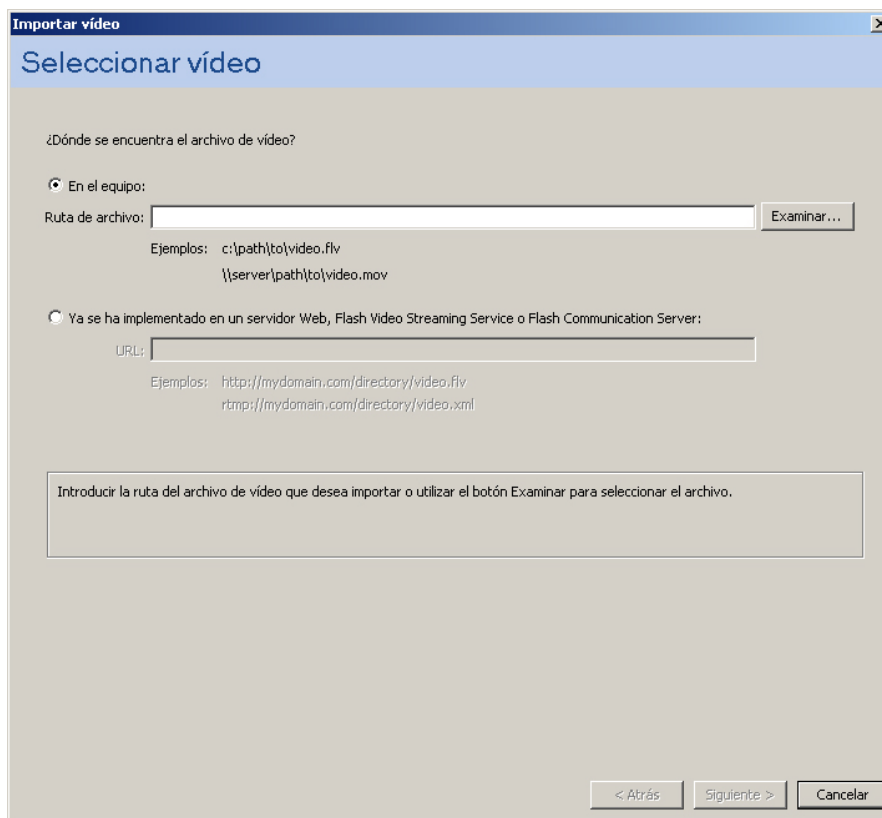 Importar vídeo
Seleccionar vídeo
¿Dónde se encuentra el archivo de vídeo?
En el equipo:
Ruta de archivo:
Examinar...
Ejemplos: c:\path\to\video.flv
\\server\path\to\video.mov
Ya se ha implementado en un servidor Web, Flash Video Streaming Service o Flash Communication Server:
URL:
Ejemplos: http://mydomain.com/directory/video.flv
rtmp://mydomain.com/directory/video.xml
Introducir la ruta del archivo de vídeo que desea importar o utilizar el botón Examinar para seleccionar el archivo.
< Atrás
Siguiente >
Cancelar